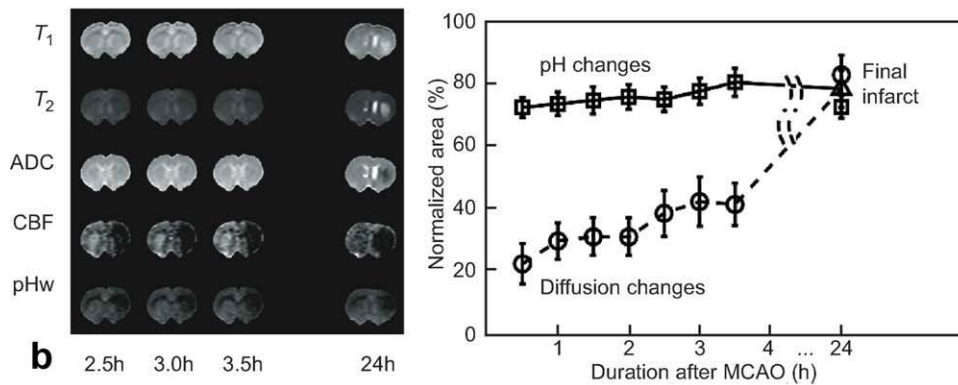 T1
T2
ADC
CBF
pHw
b
2.5h 3.0h 3.5h 24h
Normalized area (%)
100
80
60
40
20
0
pH changes
Final
infarct
Diffusion changes
1 2 3 4 ... 24
Duration after MCAO (h)